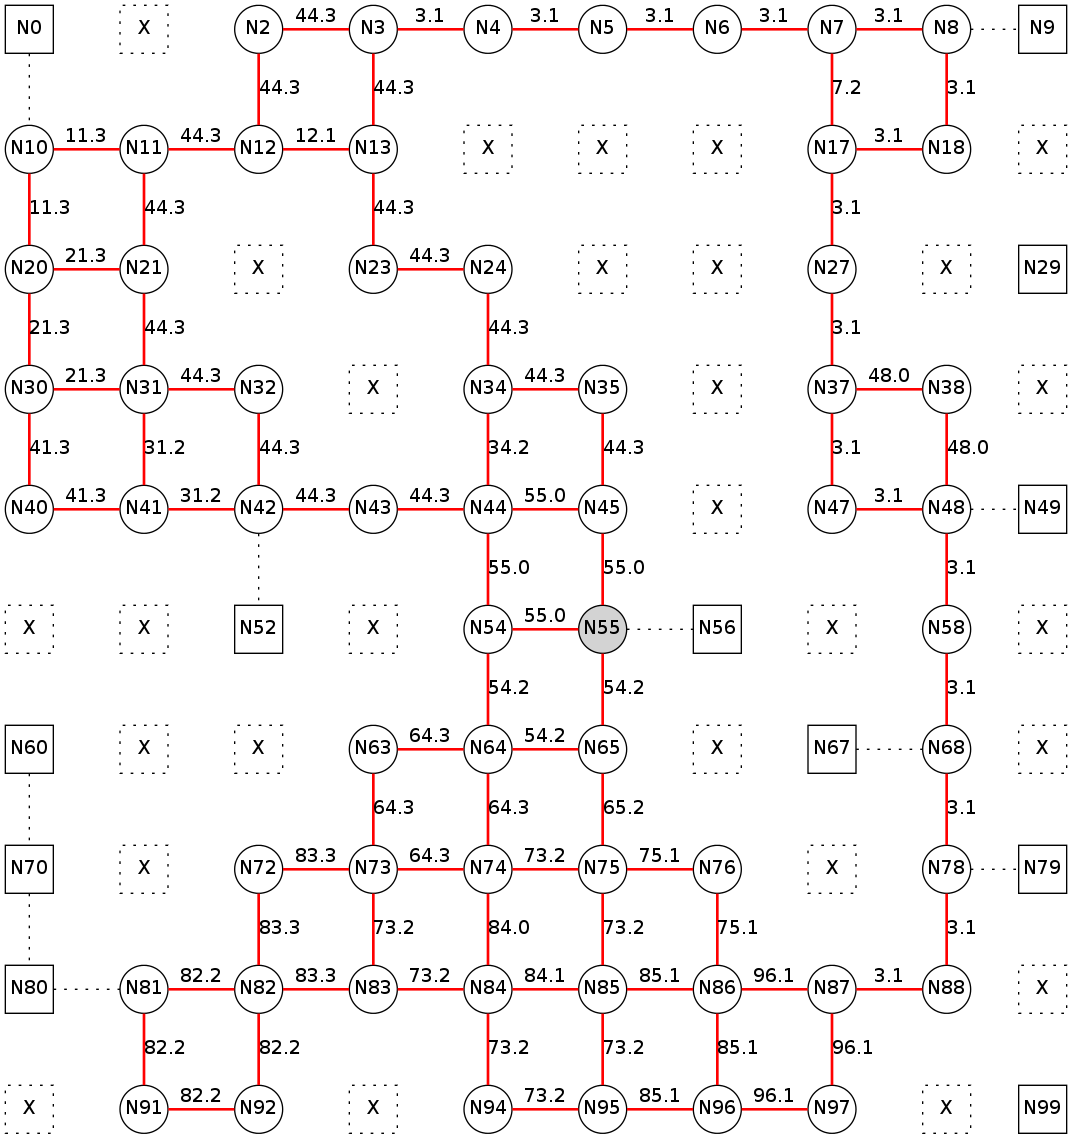 44.3 3.1 3.1 3.1 3.1 3.1
N0 X N2 N3 N4 N5 N6 N7 N8 N9
44.3 44.3 7.2 3.1
11.3 44.3 12.1 3.1
N10 N11 N12 N13 X X X N17 N18 X
11.3 44.3 44.3 3.1
21.3 44.3
N20 N21 X N23 N24 X X N27 X N29
21.3 44.3 44.3 3.1
21.3 44.3 44.3 48.0
N30 N31 N32 X N34 N35 X N37 N38 X
41.3 31.2 44.3 34.2 44.3 3.1 48.0
41.3 31.2 44.3 44.3 55.0 3.1
N40 N41 N42 N43 N44 N45 X N47 N48 N49
55.0 55.0 3.1
55.0
X X N52 X N54 N55 N56 X N58 X
54.2 54.2 3.1
64.3 54.2
N60 X X N63 N64 N65 X N67 N68 X
64.3 64.3 65.2 3.1
83.3 64.3 73.2 75.1
N70 X N72 N73 N74 N75 N76 X N78 N79
83.3 73.2 84.0 73.2 75.1 3.1
82.2 83.3 73.2 84.1 85.1 96.1 3.1
N80 N81 N82 N83 N84 N85 N86 N87 N88 X
82.2 82.2 73.2 73.2 85.1 96.1
82.2 73.2 85.1 96.1
X N91 N92 X N94 N95 N96 N97 X N99